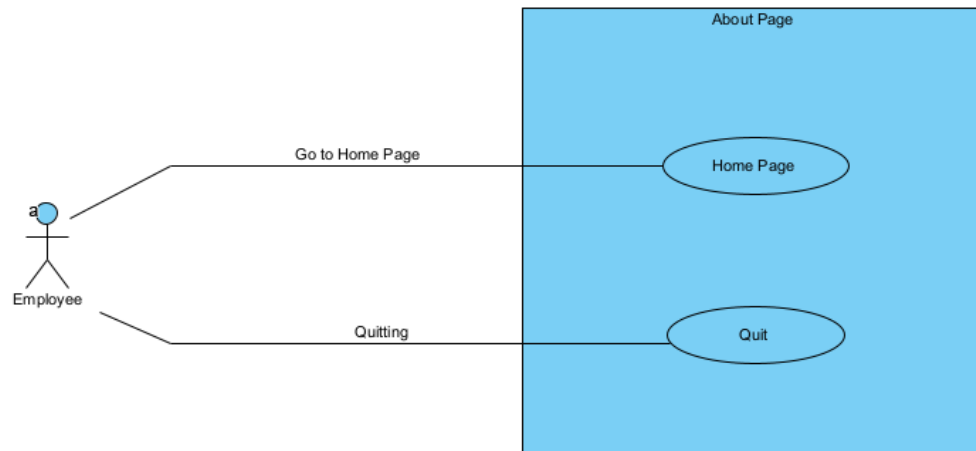 About Page
Go to Home Page
Home Page
a
Employee
Quitting
Quit